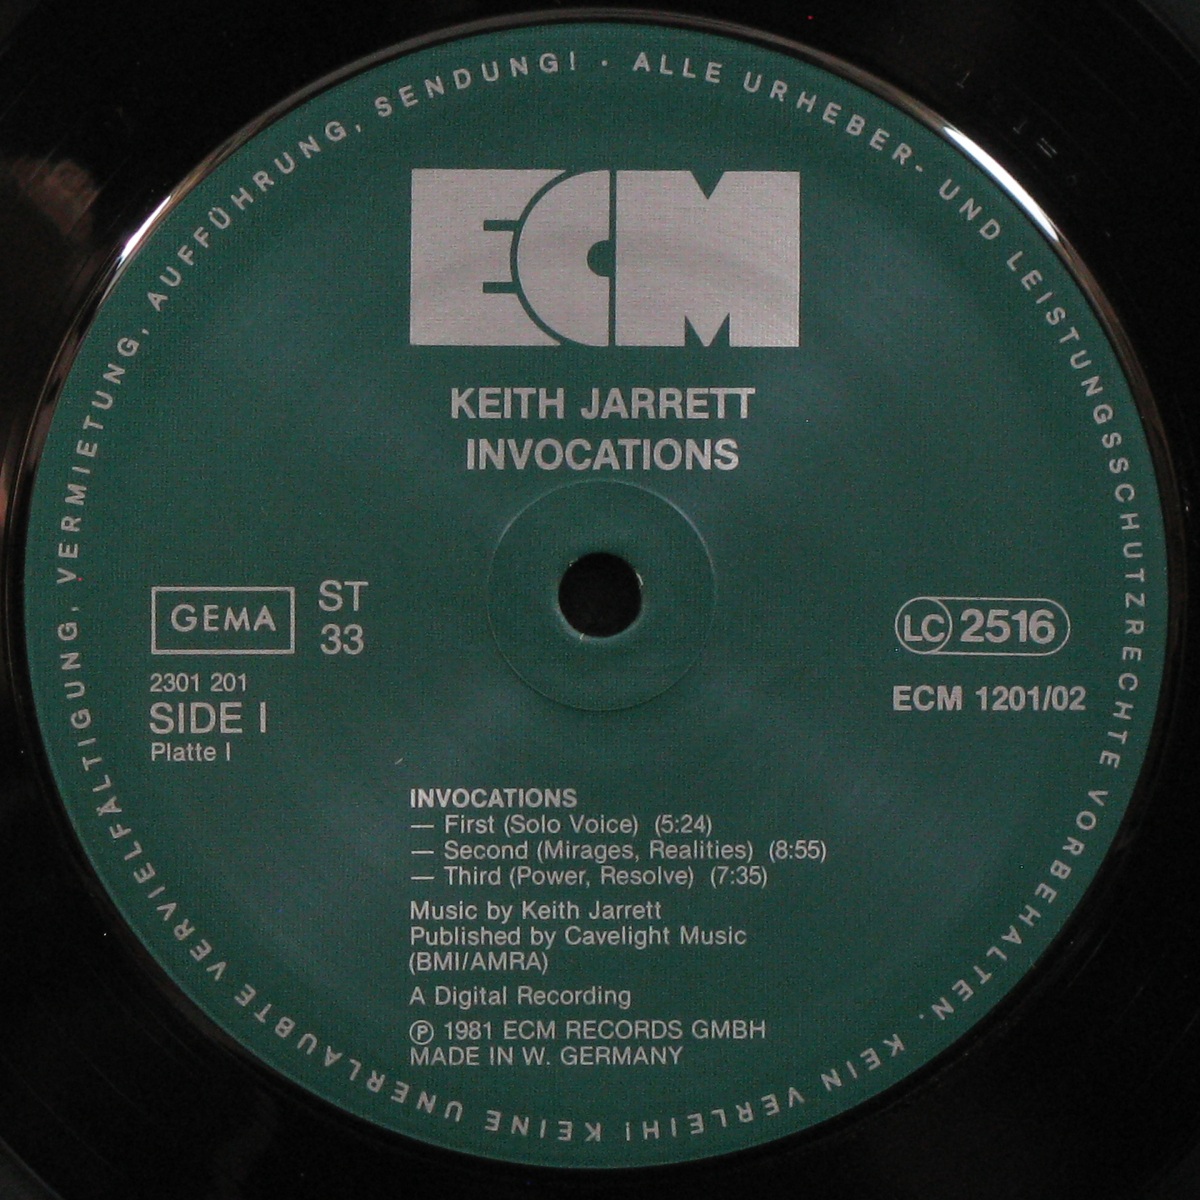 ALLE URHEBER- UND LEISTUNGSSCHUTZRECHTE VORBEHALTEN. KEIN VERLEIH! KEINE UNERLAUBTE VERVIELFÄLTIGUNG, VERMIETUNG, AUFFÜHRUNG, SENDUNG! ·
ECM
KEITH JARRETT
INVOCATIONS
GEMA
ST
33
2301 201
SIDE I
Platte I
LC 2516
ECM 1201/02
INVOCATIONS
— First (Solo Voice) (5:24)
— Second (Mirages, Realities) (8:55)
— Third (Power, Resolve) (7:35)
Music by Keith Jarrett
Published by Cavelight Music
(BMI/AMRA)
A Digital Recording
℗ 1981 ECM RECORDS GMBH
MADE IN W. GERMANY